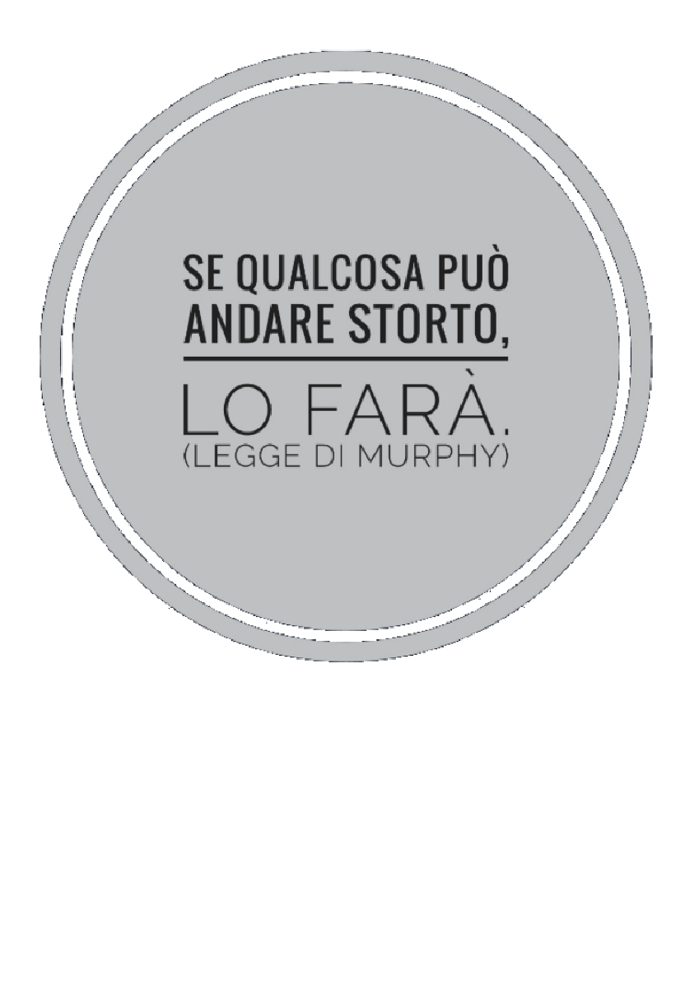 SE QUALCOSA PUÒ
ANDARE STORTO,
LO FARÀ.
(LEGGE DI MURPHY)